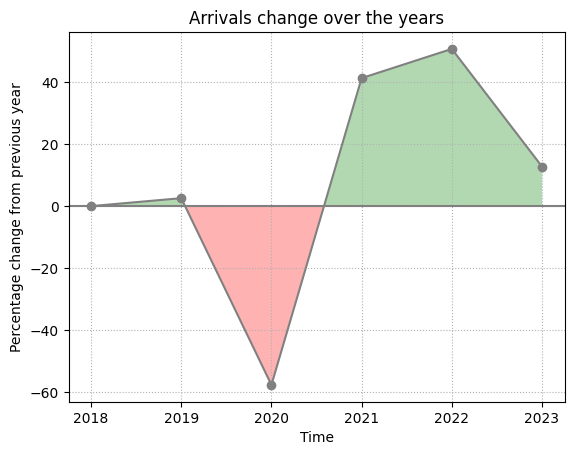 Arrivals change over the years
Percentage change from previous year
40
20
0
−20
−40
−60
2018 2019 2020 2021 2022 2023
Time